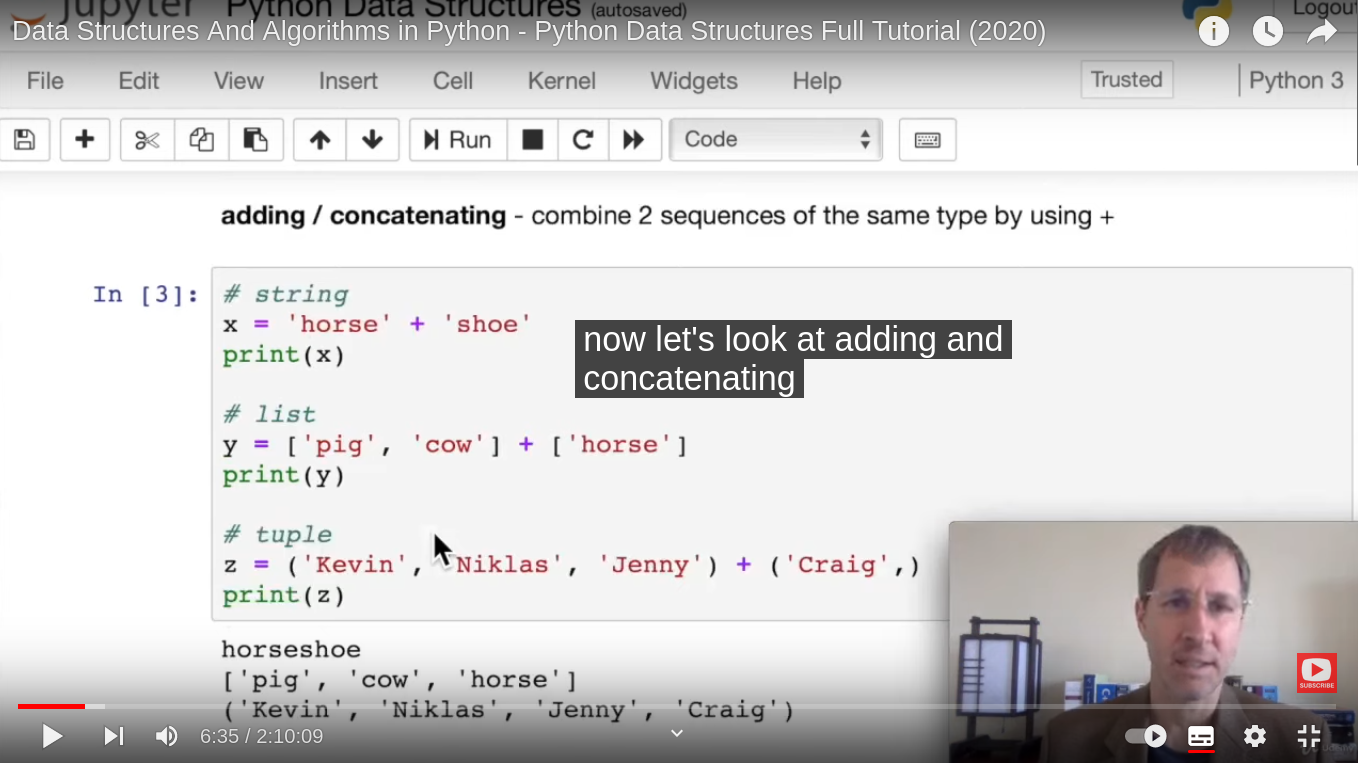 jupyter Python Data Structures (autosaved) Logout
Data Structures And Algorithms in Python - Python Data Structures Full Tutorial (2020)
File Edit View Insert Cell Kernel Widgets Help Trusted Python 3
Run Code
adding / concatenating - combine 2 sequences of the same type by using +
In [3]: # string
x = 'horse' + 'shoe'
print(x)
now let's look at adding and
concatenating
# list
y = ['pig', 'cow'] + ['horse']
print(y)
# tuple
z = ('Kevin', 'Niklas', 'Jenny') + ('Craig',)
print(z)
horseshoe
['pig', 'cow', 'horse']
('Kevin', 'Niklas', 'Jenny', 'Craig')
SUBSCRIBE
6:35 / 2:10:09